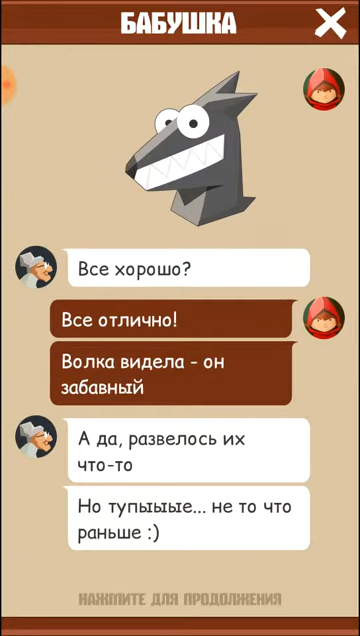 БАБУШКА
Все хорошо?
Все отлично!
Волка видела - он
забавный
А да, развелось их
что-то
Но тупыыые... не то что
раньше :)
НАЖМИТЕ ДЛЯ ПРОДОЛЖЕНИЯ